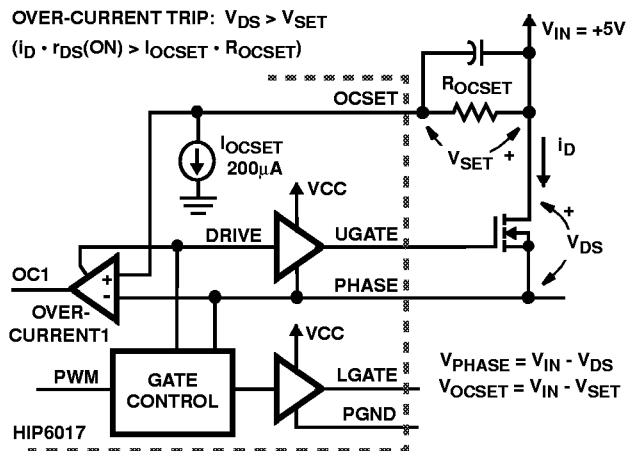 OVER-CURRENT TRIP: VDS > VSET
(iD • rDS(ON) > IOCSET • ROCSET)
VIN = +5V
OCSET
ROCSET
IOCSET
200μA
VSET +
iD
VCC
DRIVE
UGATE
+
VDS
OC1
+
-
PHASE
OVER-
CURRENT1
VCC
PWM
GATE
CONTROL
LGATE
PGND
VPHASE = VIN - VDS
VOCSET = VIN - VSET
HIP6017